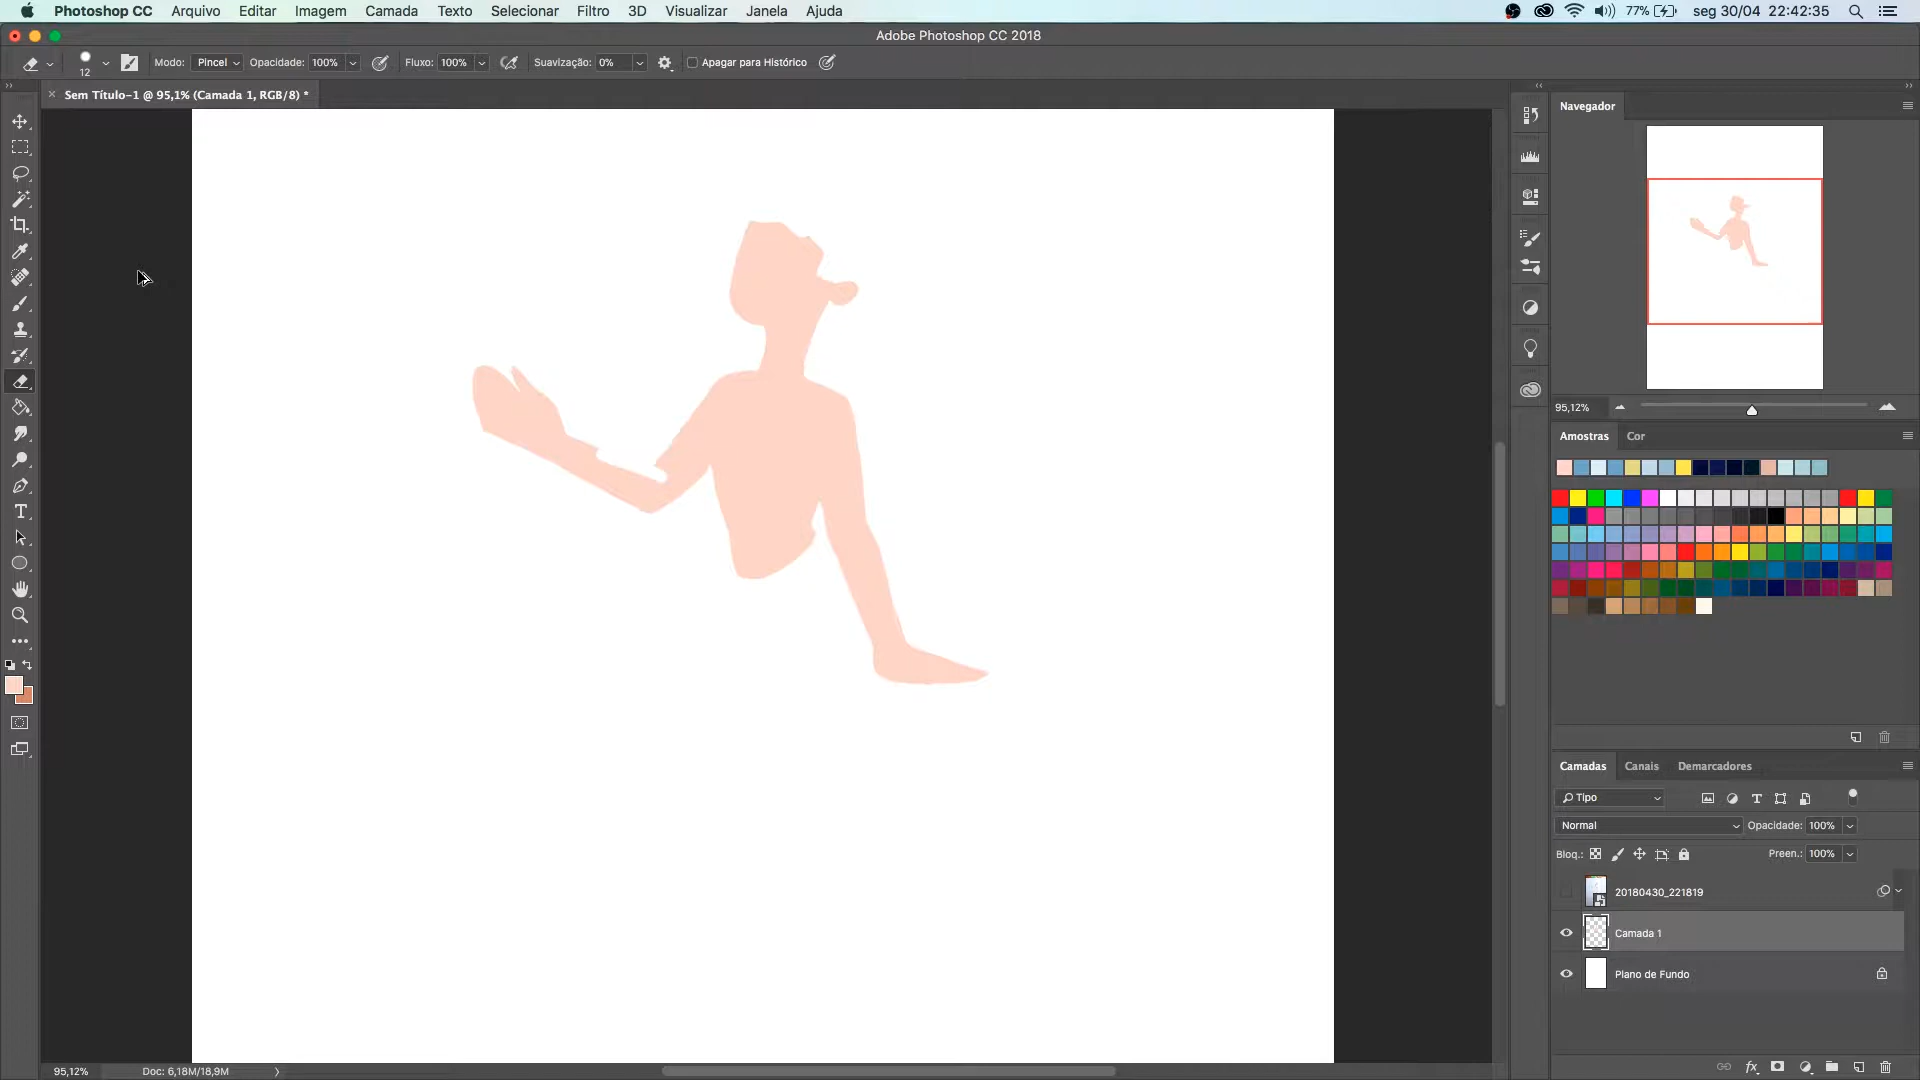 Photoshop CC Arquivo Editar Imagem Camada Texto Selecionar Filtro 3D Visualizar Janela Ajuda 77% seg 30/04 22:42:35
Adobe Photoshop CC 2018
12 Modo: Pincel Opacidade: 100% Fluxo: 100% Suavização: 0% Apagar para Histórico
× Sem Título-1 @ 95,1% (Camada 1, RGB/8) *
Navegador
95,12%
Amostras Cor
Camadas Canais Demarcadores
Tipo
Normal Opacidade: 100%
Bloq.: Preen.: 100%
20180430_221819
Camada 1
Plano de Fundo
95,12% Doc: 6,18M/18,9M